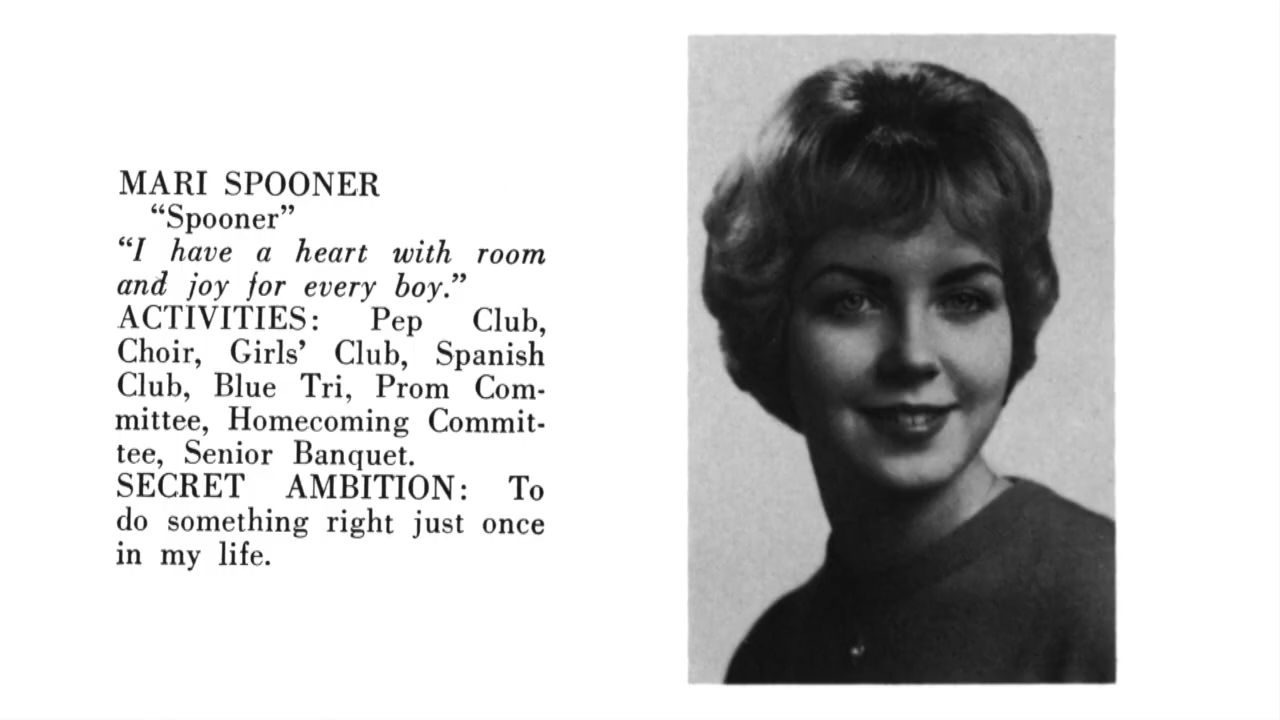 MARI SPOONER
“Spooner”
“I have a heart with room
and joy for every boy.”
ACTIVITIES: Pep Club,
Choir, Girls’ Club, Spanish
Club, Blue Tri, Prom Com-
mittee, Homecoming Commit-
tee, Senior Banquet.
SECRET AMBITION: To
do something right just once
in my life.